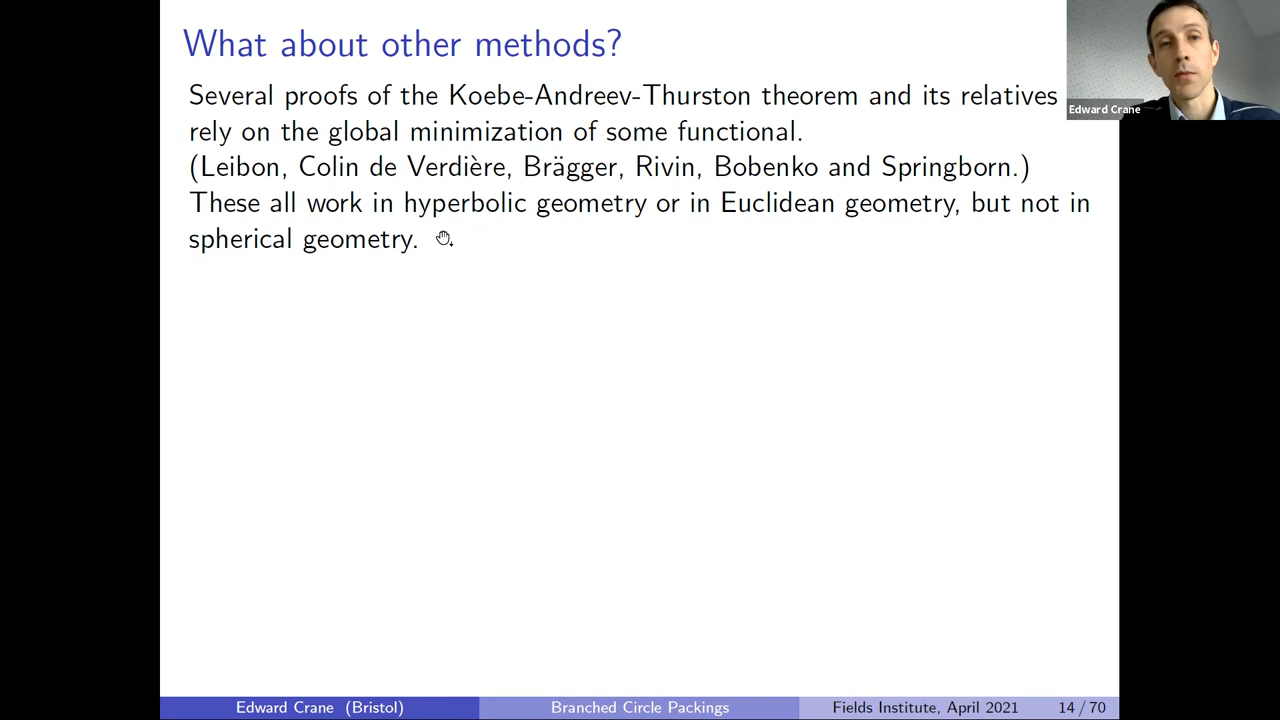 What about other methods?
Several proofs of the Koebe-Andreev-Thurston theorem and its relatives
rely on the global minimization of some functional.
(Leibon, Colin de Verdière, Brägger, Rivin, Bobenko and Springborn.)
These all work in hyperbolic geometry or in Euclidean geometry, but not in
spherical geometry.
Edward Crane
Edward Crane (Bristol)
Branched Circle Packings
Fields Institute, April 2021
14 / 70